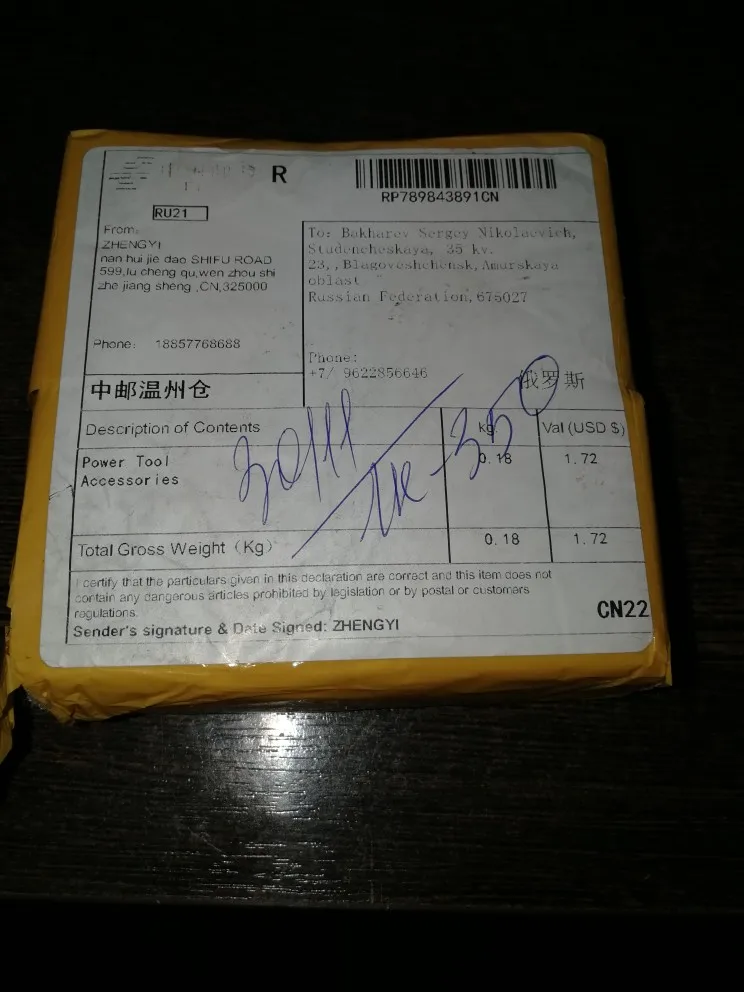 R
RP789843891CN
RU21
From:
ZHENGYI
nan hui jie dao SHIFU ROAD
599,lu cheng qu,wen zhou shi
zhe jiang sheng ,CN,325000
Phone: 18857768688
中邮温州仓
To: Bakharev Sergey Nikolaevich,
Studencheskaya, 35 kv.
23,,Blagoveshchensk,Amurskaya
oblast
Russian Federation,675027
Phone:
+7/ 9622856646
俄罗斯
Description of Contents kg. Val (USD $)
Power Tool 0.18 1.72
Accessories
Total Gross Weight (Kg) 0.18 1.72
I certify that the particulars given in this declaration are correct and this item does not
contain any dangerous articles prohibited by legislation or by postal or customers
regulations.
Sender's signature & Date Signed: ZHENGYI
CN22